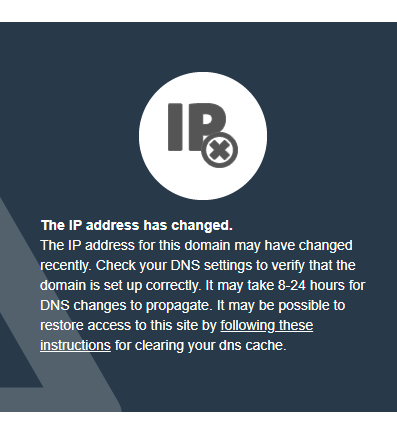 IP
The IP address has changed.
The IP address for this domain may have changed
recently. Check your DNS settings to verify that the
domain is set up correctly. It may take 8-24 hours for
DNS changes to propagate. It may be possible to
restore access to this site by following these
instructions for clearing your dns cache.